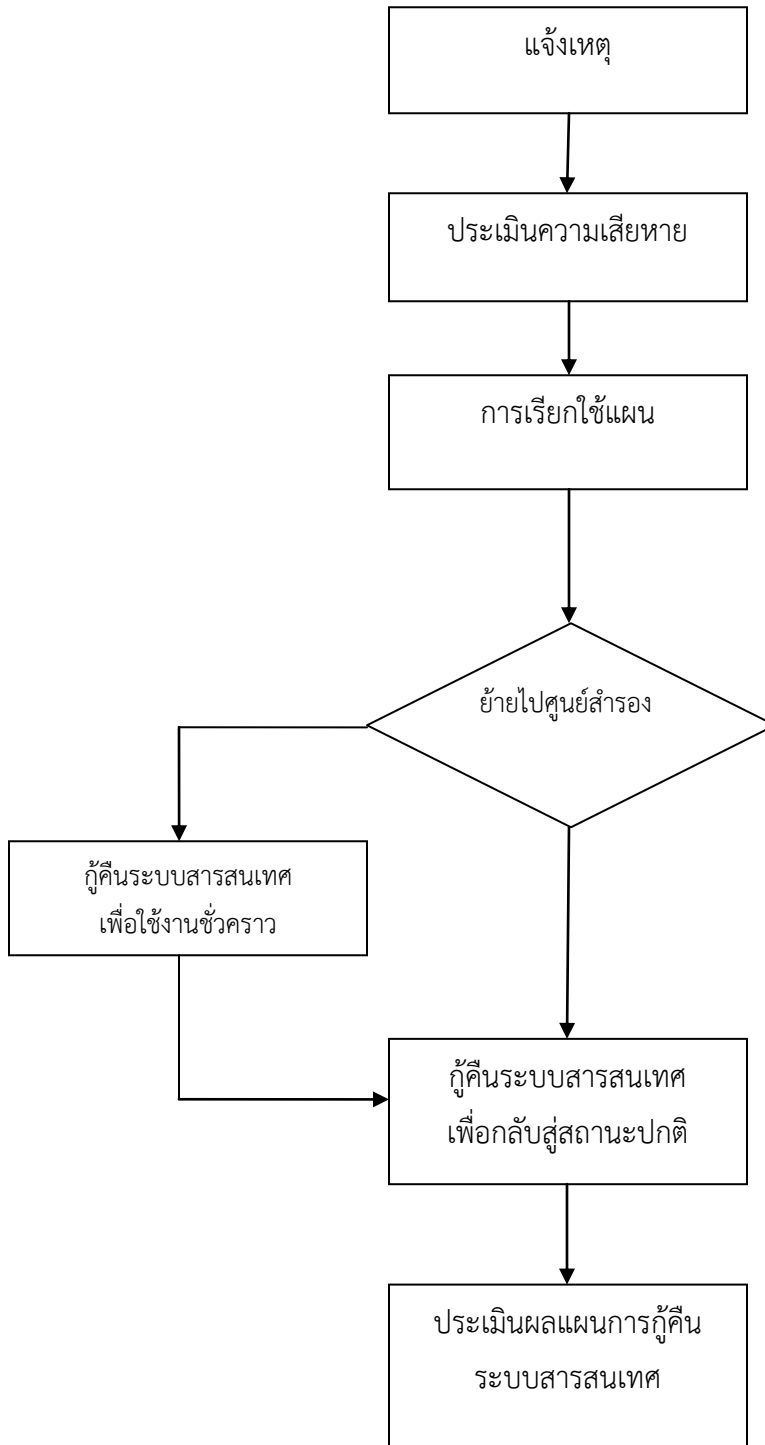 แจ้งเหตุ
ประเมินความเสียหาย
การเรียกใช้แผน
ย้ายไปศูนย์สำรอง
กู้คืนระบบสารสนเทศ
เพื่อใช้งานชั่วคราว
กู้คืนระบบสารสนเทศ
เพื่อกลับสู่สถานะปกติ
ประเมินผลแผนการกู้คืน
ระบบสารสนเทศ